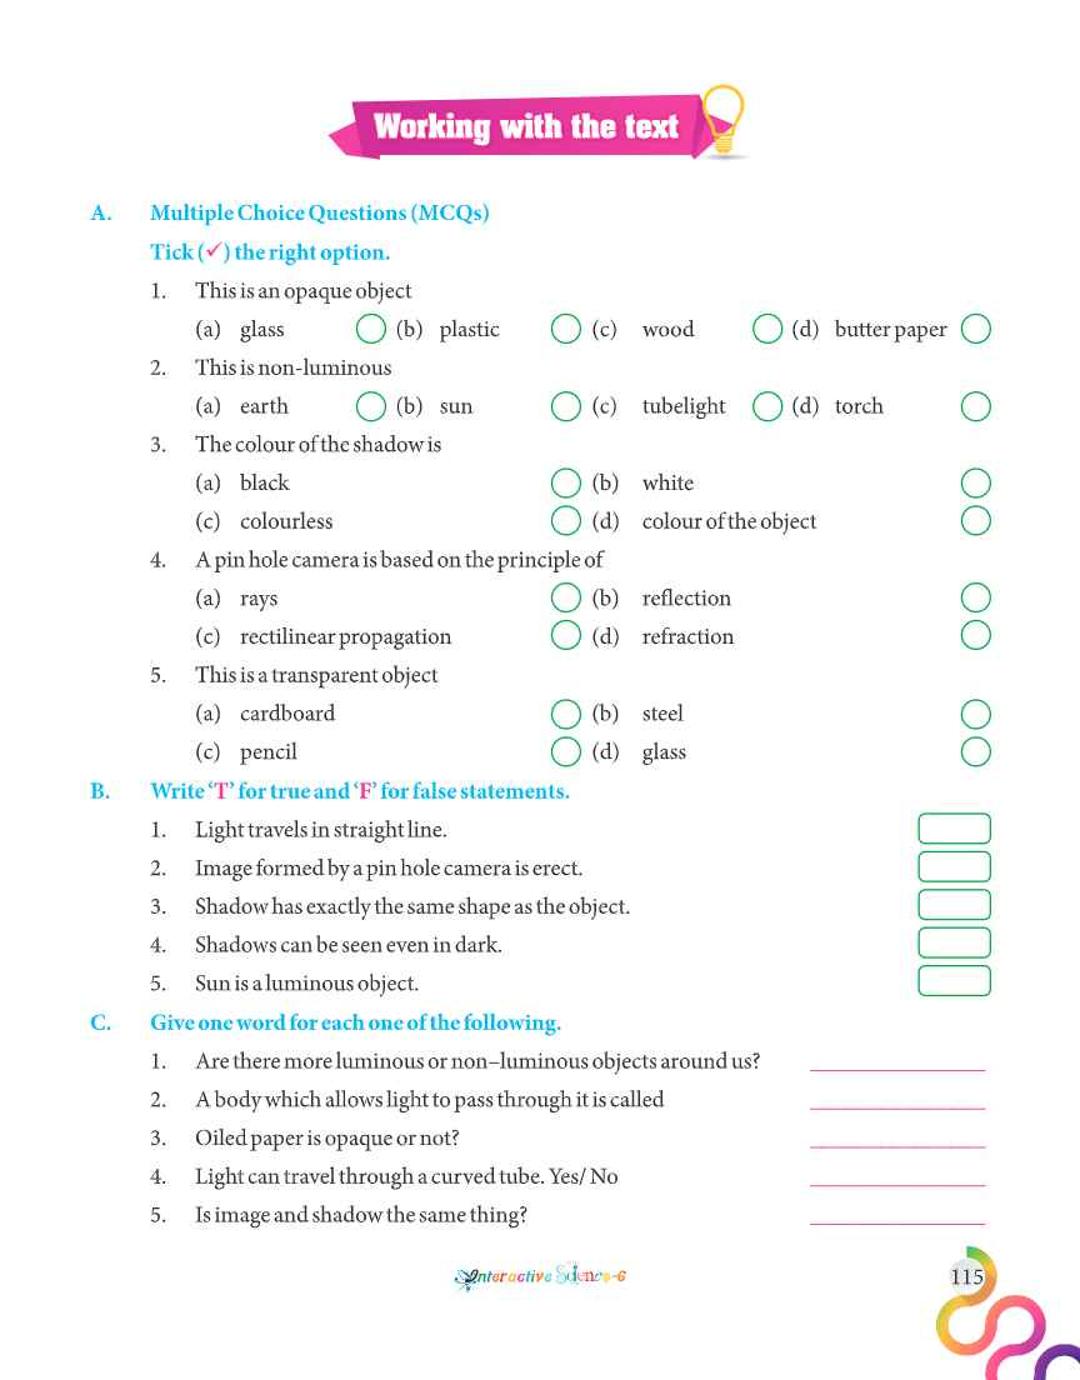 Working with the text
A. Multiple Choice Questions (MCQs)
Tick (✓) the right option.
1. This is an opaque object
(a) glass (b) plastic (c) wood (d) butter paper
2. This is non-luminous
(a) earth (b) sun (c) tubelight (d) torch
3. The colour of the shadow is
(a) black (b) white
(c) colourless (d) colour of the object
4. A pin hole camera is based on the principle of
(a) rays (b) reflection
(c) rectilinear propagation (d) refraction
5. This is a transparent object
(a) cardboard (b) steel
(c) pencil (d) glass
B. Write ‘T’ for true and ‘F’ for false statements.
1. Light travels in straight line.
2. Image formed by a pin hole camera is erect.
3. Shadow has exactly the same shape as the object.
4. Shadows can be seen even in dark.
5. Sun is a luminous object.
C. Give one word for each one of the following.
1. Are there more luminous or non–luminous objects around us?
2. A body which allows light to pass through it is called
3. Oiled paper is opaque or not?
4. Light can travel through a curved tube. Yes/ No
5. Is image and shadow the same thing?
Interactive Science-6
115